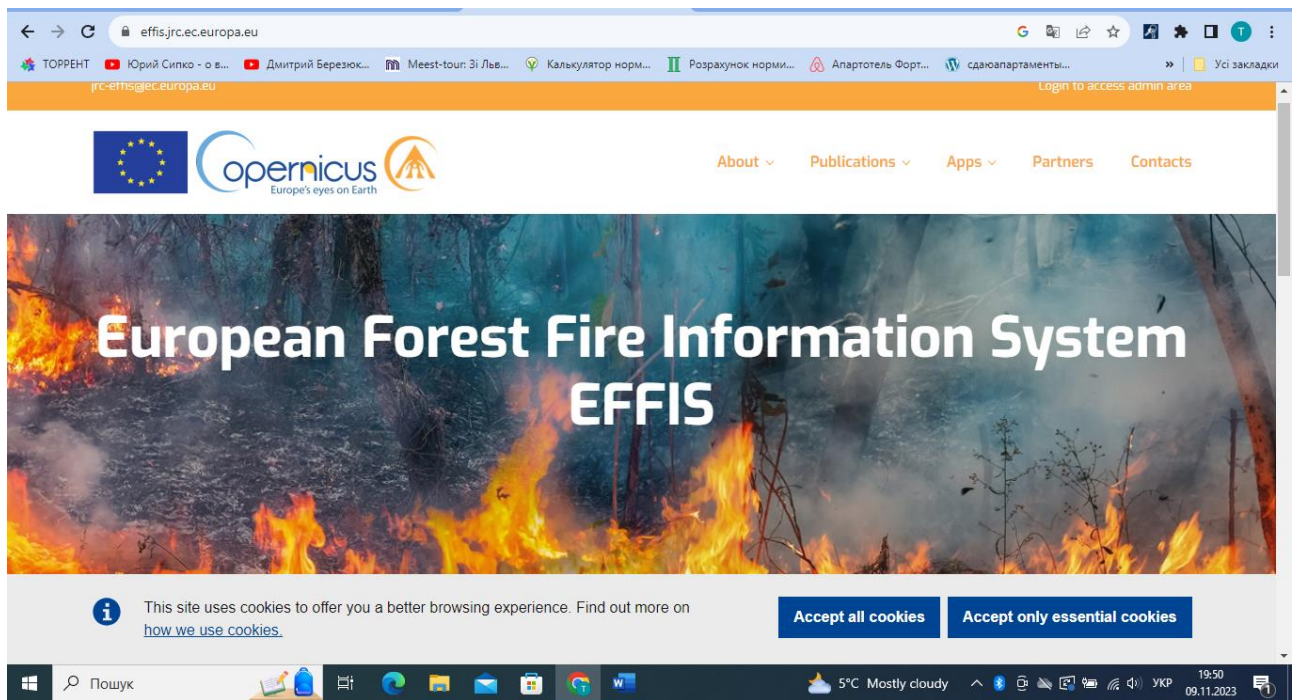 effis.jrc.ec.europa.eu
ТОРРЕНТ Юрий Сипко - о в... Дмитрий Березюк... Meest-tour: Зі Льв... Калькулятор норм... Розрахунок норми... Апартотель Форт... сдаюапартаменты... » Усі закладки
jrc-effis@ec.europa.eu Login to access admin area
opernicus
Europe's eyes on Earth
About Publications Apps Partners Contacts
European Forest Fire Information System
EFFIS
This site uses cookies to offer you a better browsing experience. Find out more on
how we use cookies.
Accept all cookies Accept only essential cookies
Пошук 5°C Mostly cloudy УКР 19:50
09.11.2023